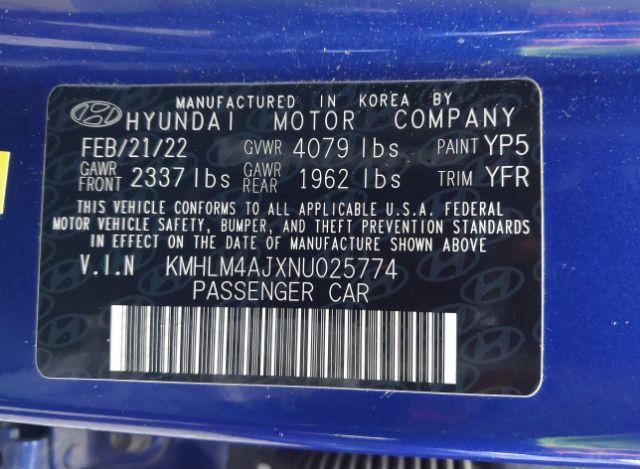 MANUFACTURED IN KOREA BY
HYUNDAI MOTOR COMPANY
FEB/21/22 GVWR 4079 lbs PAINT YP5
GAWR FRONT 2337 lbs GAWR REAR 1962 lbs TRIM YFR
THIS VEHICLE CONFORMS TO ALL APPLICABLE U.S.A. FEDERAL
MOTOR VEHICLE SAFETY, BUMPER, AND THEFT PREVENTION STANDARDS
IN EFFECT ON THE DATE OF MANUFACTURE SHOWN ABOVE
V.I.N KMHLM4AJXNU025774
PASSENGER CAR